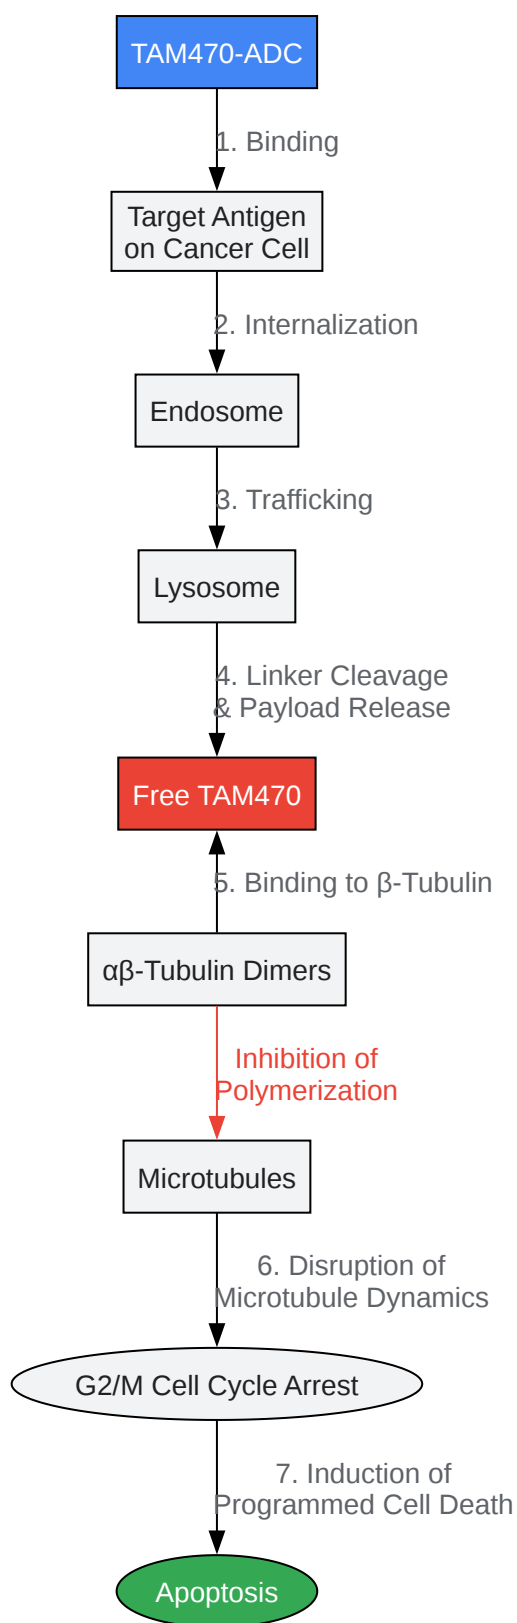 TAM470-ADC
1. Binding
Target Antigen
on Cancer Cell
2. Internalization
Endosome
3. Trafficking
Lysosome
4. Linker Cleavage
& Payload Release
Free TAM470
5. Binding to β-Tubulin
αβ-Tubulin Dimers
Inhibition of
Polymerization
Microtubules
6. Disruption of
Microtubule Dynamics
G2/M Cell Cycle Arrest
7. Induction of
Programmed Cell Death
Apoptosis